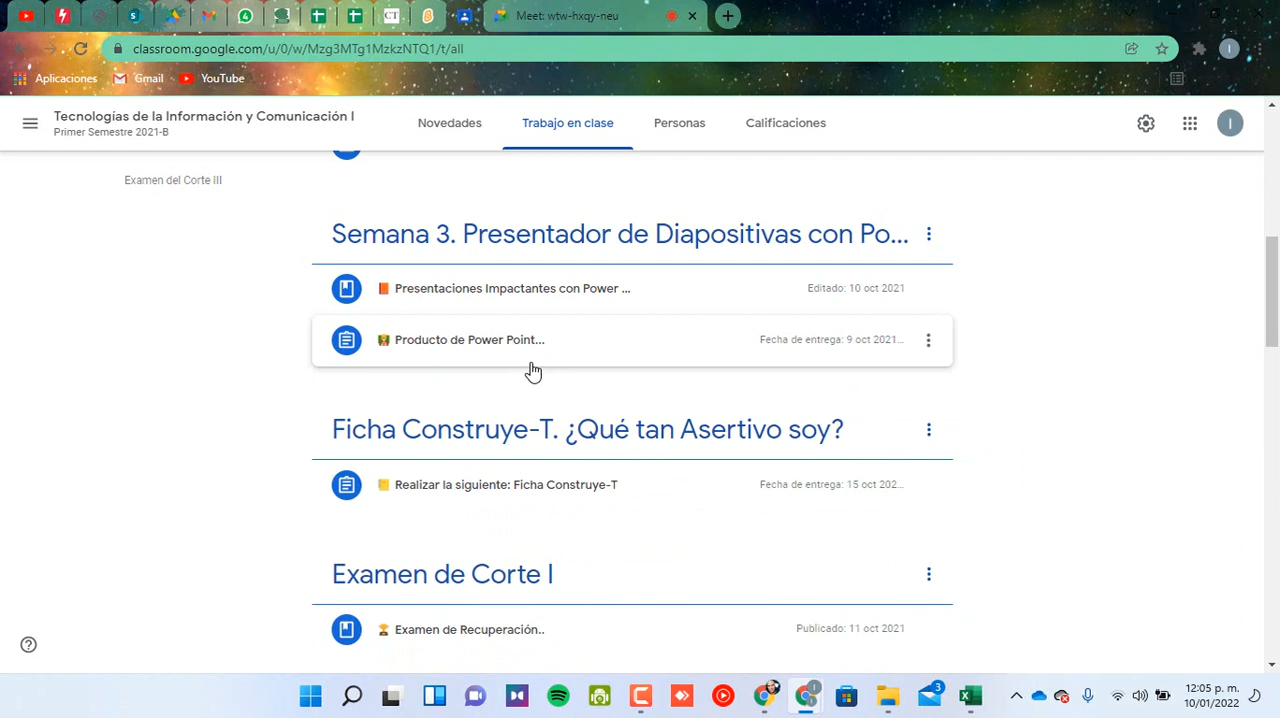 Meet: wtw-hxqy-neu
classroom.google.com/u/0/w/Mzg3MTg1MzkzNTQ1/t/all
Aplicaciones Gmail YouTube
Tecnologías de la Información y Comunicación I
Primer Semestre 2021-B
Novedades Trabajo en clase Personas Calificaciones
I
Examen del Corte III
Semana 3. Presentador de Diapositivas con Po...
Presentaciones Impactantes con Power ... Editado: 10 oct 2021
Producto de Power Point... Fecha de entrega: 9 oct 2021...
Ficha Construye-T. ¿Qué tan Asertivo soy?
Realizar la siguiente: Ficha Construye-T Fecha de entrega: 15 oct 202...
Examen de Corte I
Examen de Recuperación.. Publicado: 11 oct 2021
12:05 p. m.
10/01/2022